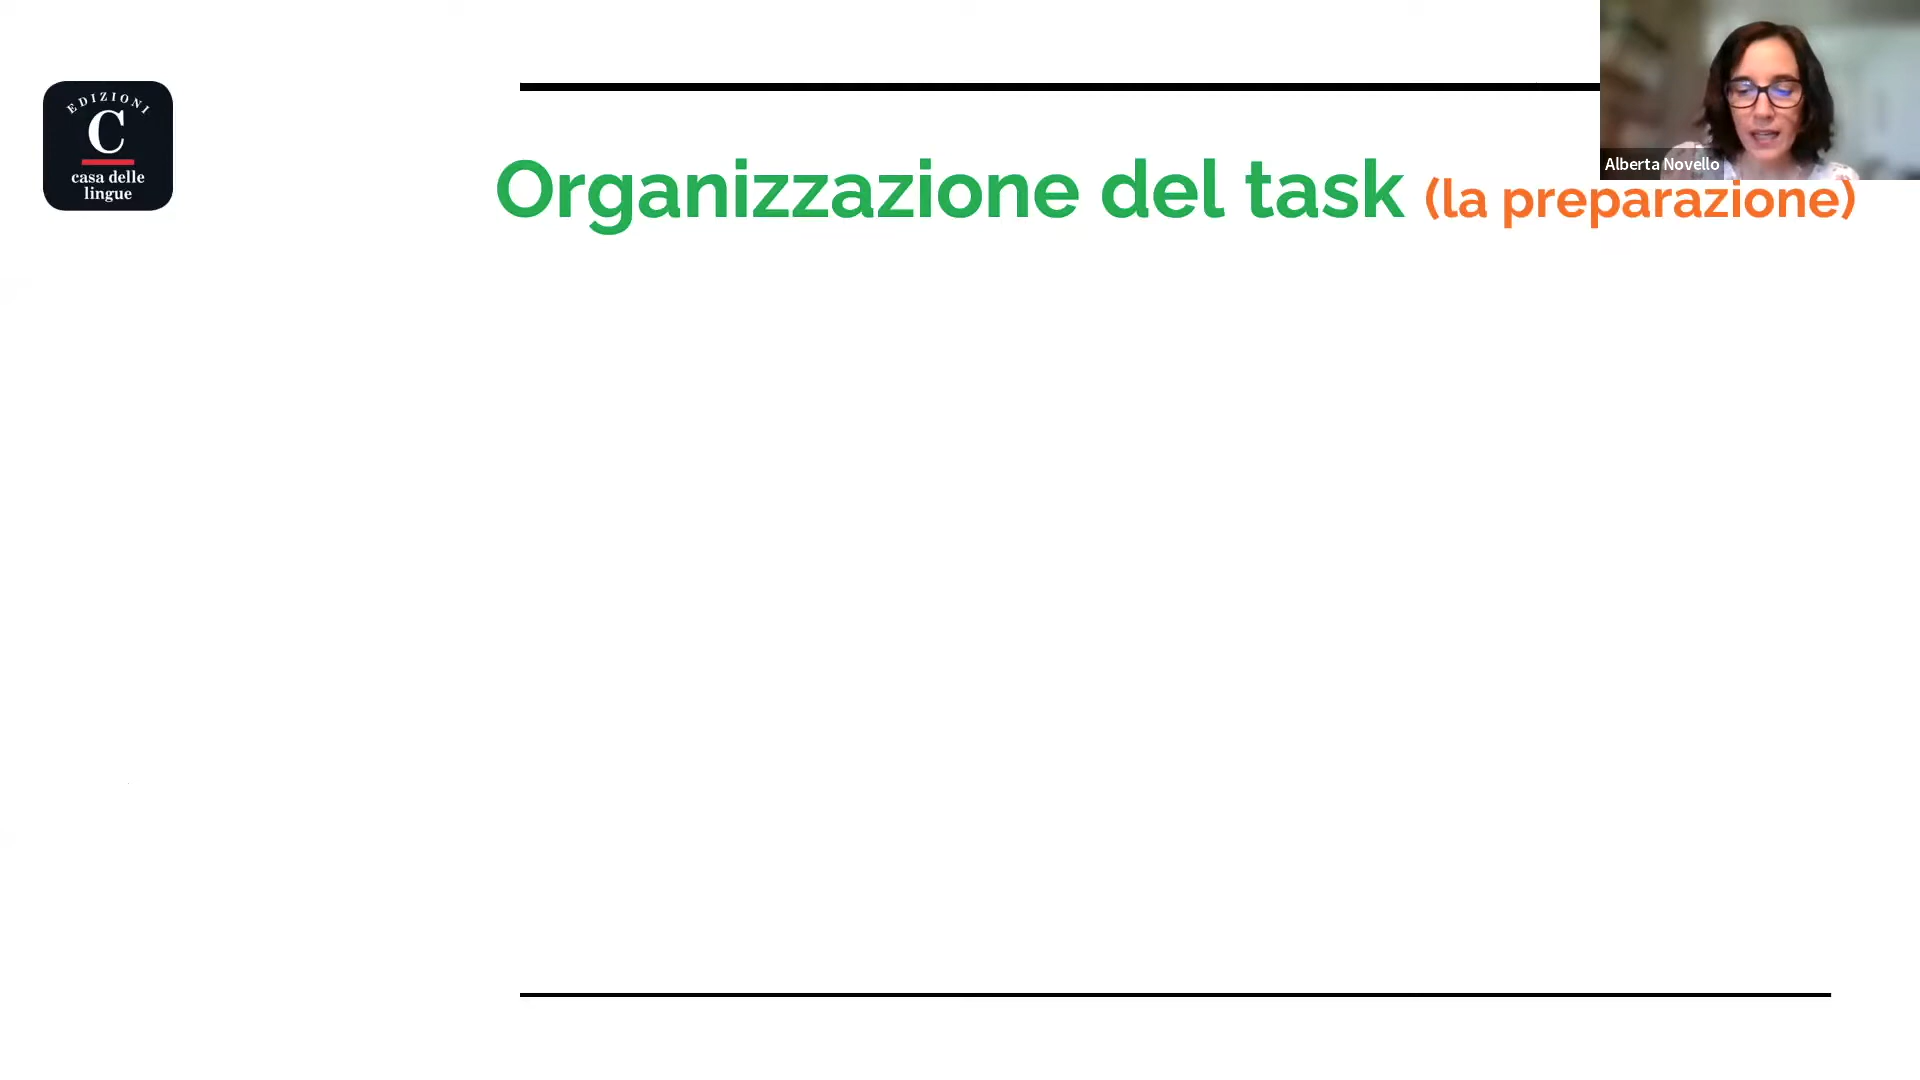 EDIZIONI
C
casa delle
lingue
Alberta Novello
Organizzazione del task (la preparazione)